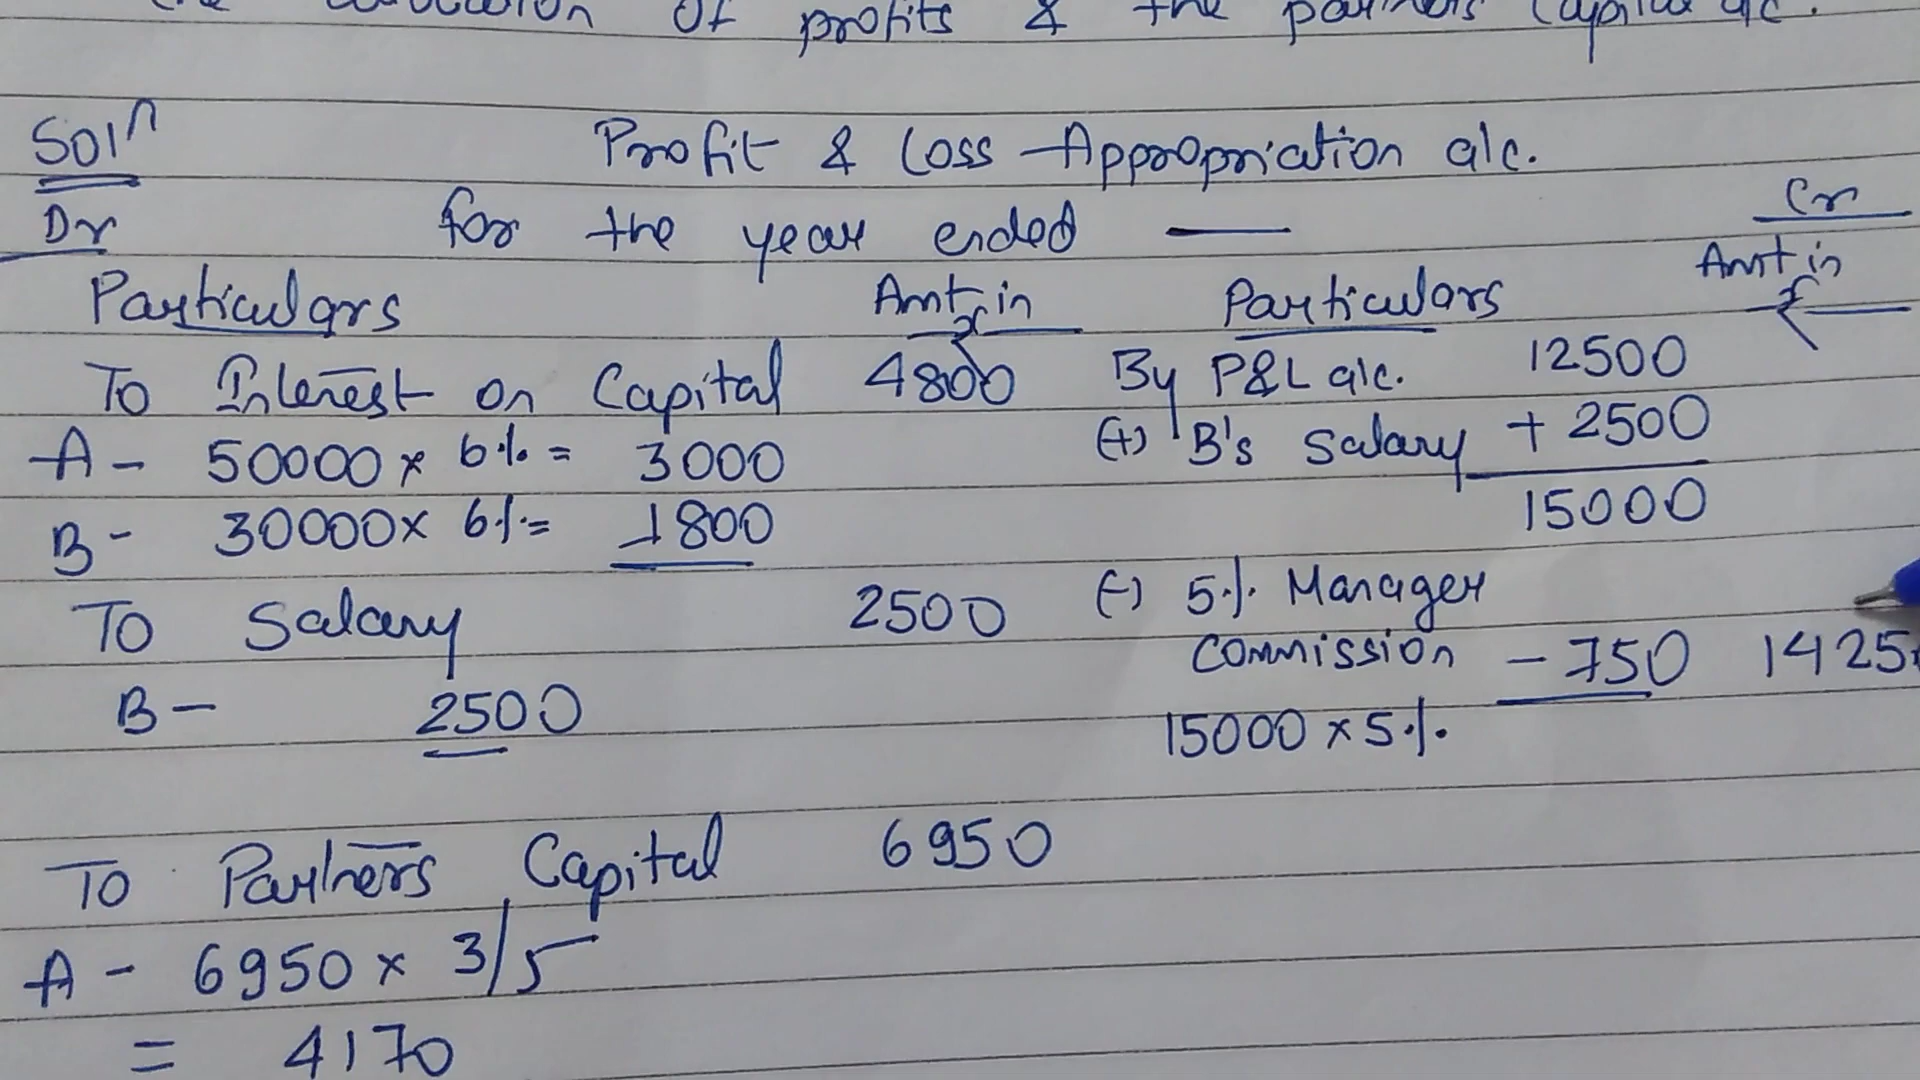 of profits & the partners Capital a/c.
Soln Profit & Loss Appropriation a/c.
Dr for the year ended — Cr
Particulars Amt in ₹ Particulars Amt in ₹
To Interest on Capital 4800 By P&L a/c. 12500
A - 50000 × 6% = 3000 (+) B's Salary + 2500
B - 30000 × 6% = 1800 15000
To Salary 2500 (-) 5% Manager
Commission - 750 1425
B - 2500 15000 × 5%
To Partners Capital 6950
A - 6950 × 3/5
= 4170